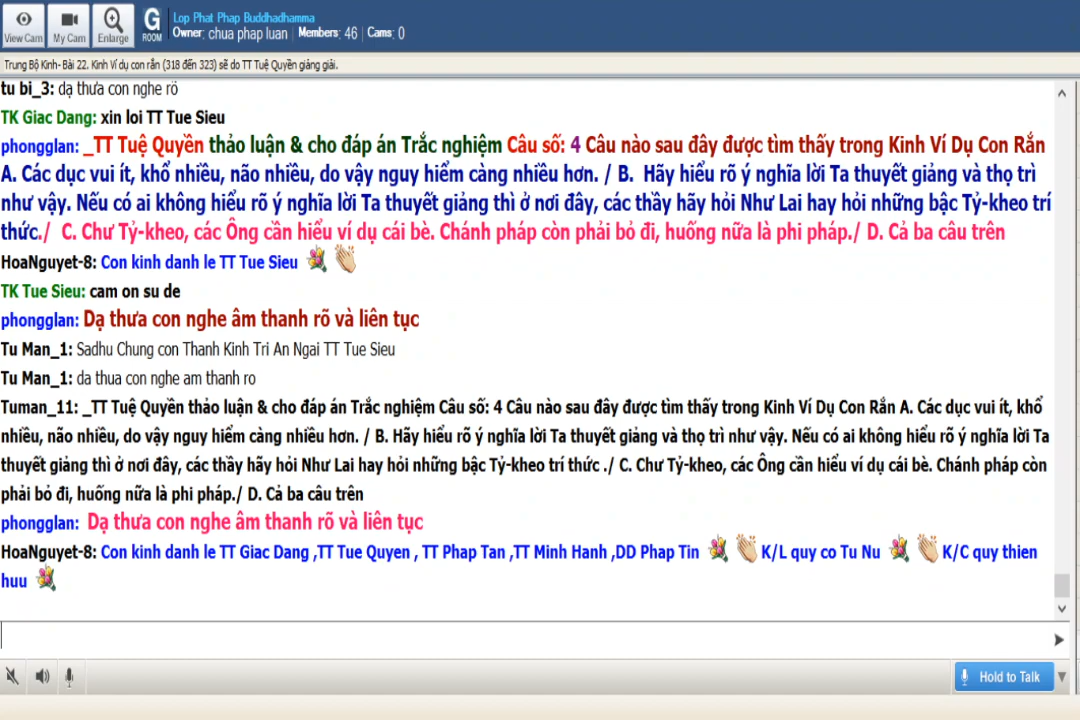 View Cam
My Cam
Enlarge
G
ROOM
Lop Phat Phap Buddhadhamma
Owner: chua phap luan | Members: 46 | Cams: 0
Trung Bộ Kinh- Bài 22. Kinh Ví dụ con rắn (318 đến 323) sẽ do TT Tuệ Quyền giảng giải.
tu bi_3: dạ thưa con nghe rõ
TK Giac Dang: xin loi TT Tue Sieu
phongglan: _TT Tuệ Quyền thảo luận & cho đáp án Trắc nghiệm Câu số: 4 Câu nào sau đây được tìm thấy trong Kinh Ví Dụ Con Rắn
A. Các dục vui ít, khổ nhiều, não nhiều, do vậy nguy hiểm càng nhiều hơn. / B. Hãy hiểu rõ ý nghĩa lời Ta thuyết giảng và thọ trì
như vậy. Nếu có ai không hiểu rõ ý nghĩa lời Ta thuyết giảng thì ở nơi đây, các thầy hãy hỏi Như Lai hay hỏi những bậc Tỷ-kheo trí
thức./ C. Chư Tỷ-kheo, các Ông cần hiểu ví dụ cái bè. Chánh pháp còn phải bỏ đi, huống nữa là phi pháp./ D. Cả ba câu trên
HoaNguyet-8: Con kinh danh le TT Tue Sieu
TK Tue Sieu: cam on su de
phongglan: Dạ thưa con nghe âm thanh rõ và liên tục
Tu Man_1: Sadhu Chung con Thanh Kinh Tri An Ngai TT Tue Sieu
Tu Man_1: da thua con nghe am thanh ro
Tuman_11: _TT Tuệ Quyền thảo luận & cho đáp án Trắc nghiệm Câu số: 4 Câu nào sau đây được tìm thấy trong Kinh Ví Dụ Con Rắn A. Các dục vui ít, khổ
nhiều, não nhiều, do vậy nguy hiểm càng nhiều hơn. / B. Hãy hiểu rõ ý nghĩa lời Ta thuyết giảng và thọ trì như vậy. Nếu có ai không hiểu rõ ý nghĩa lời Ta
thuyết giảng thì ở nơi đây, các thầy hãy hỏi Như Lai hay hỏi những bậc Tỷ-kheo trí thức ./ C. Chư Tỷ-kheo, các Ông cần hiểu ví dụ cái bè. Chánh pháp còn
phải bỏ đi, huống nữa là phi pháp./ D. Cả ba câu trên
phongglan: Dạ thưa con nghe âm thanh rõ và liên tục
HoaNguyet-8: Con kinh danh le TT Giac Dang ,TT Tue Quyen , TT Phap Tan ,TT Minh Hanh ,DD Phap Tin K/L quy co Tu Nu K/C quy thien
huu
Hold to Talk